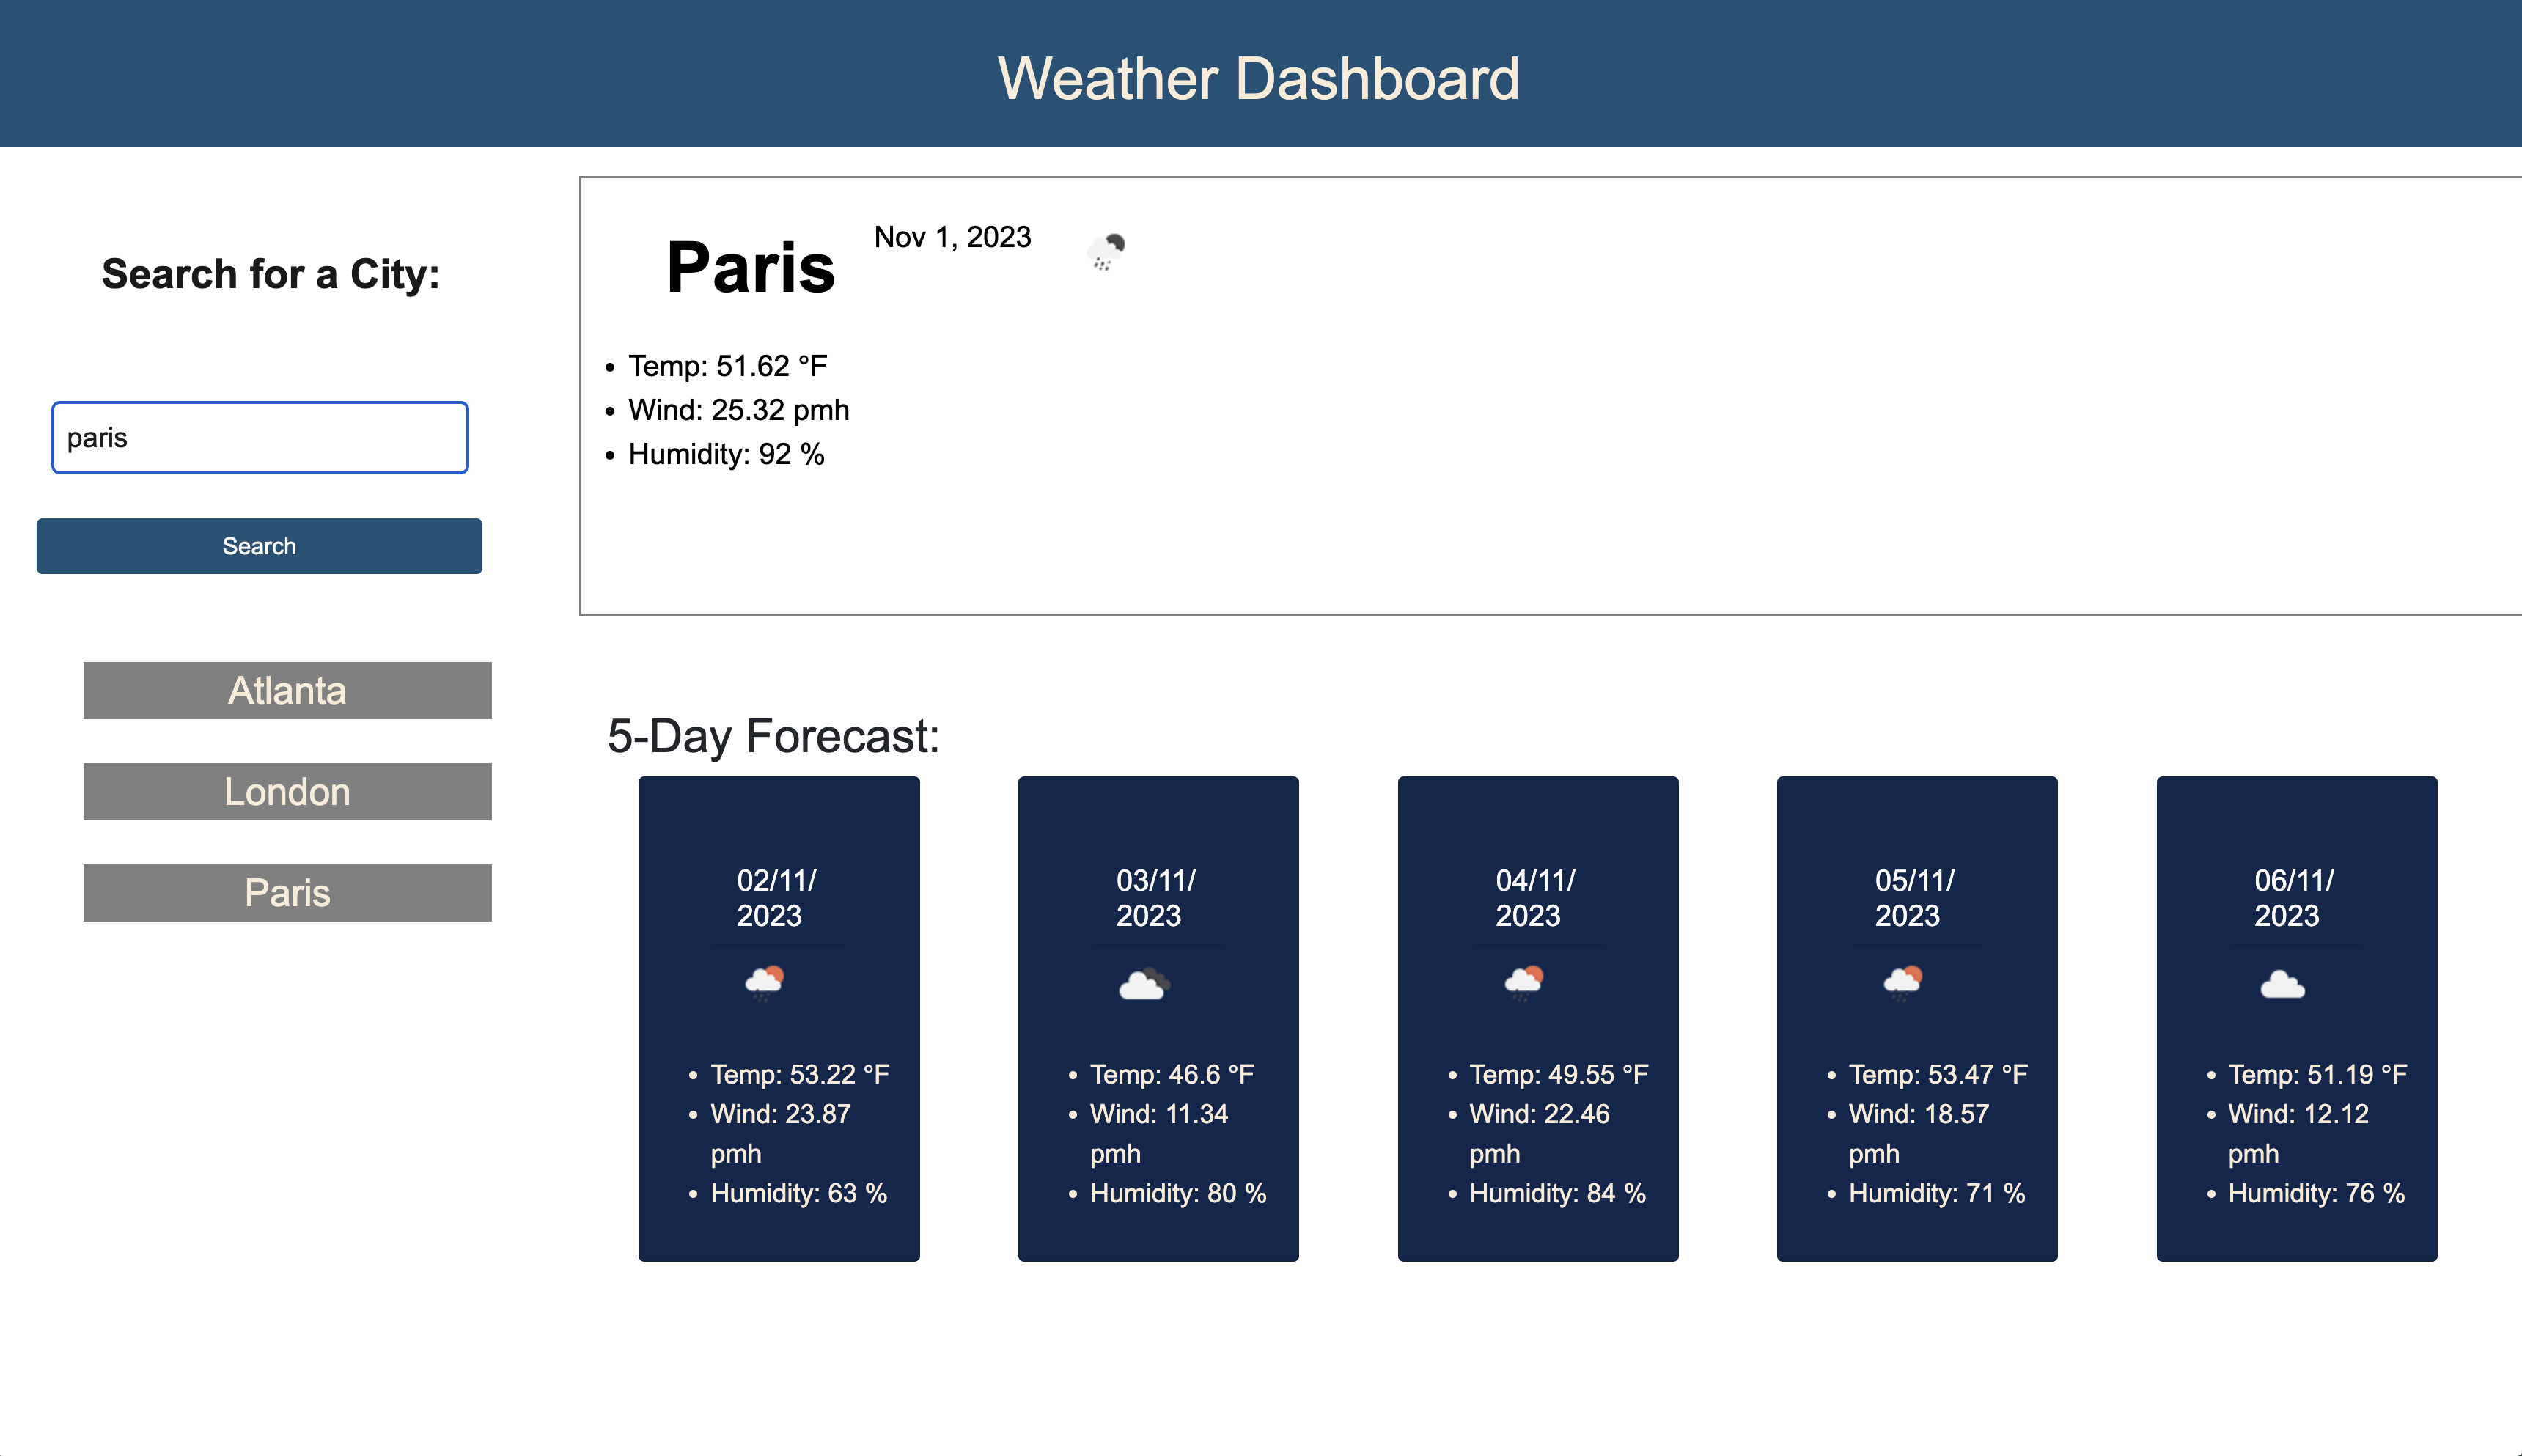 Weather Dashboard
Search for a City:
paris
Search
Atlanta
London
Paris
Paris
Nov 1, 2023
Temp: 51.62 °F
Wind: 25.32 pmh
Humidity: 92 %
5-Day Forecast:
02/11/
2023
Temp: 53.22 °F
Wind: 23.87
pmh
Humidity: 63 %
03/11/
2023
Temp: 46.6 °F
Wind: 11.34
pmh
Humidity: 80 %
04/11/
2023
Temp: 49.55 °F
Wind: 22.46
pmh
Humidity: 84 %
05/11/
2023
Temp: 53.47 °F
Wind: 18.57
pmh
Humidity: 71 %
06/11/
2023
Temp: 51.19 °F
Wind: 12.12
pmh
Humidity: 76 %